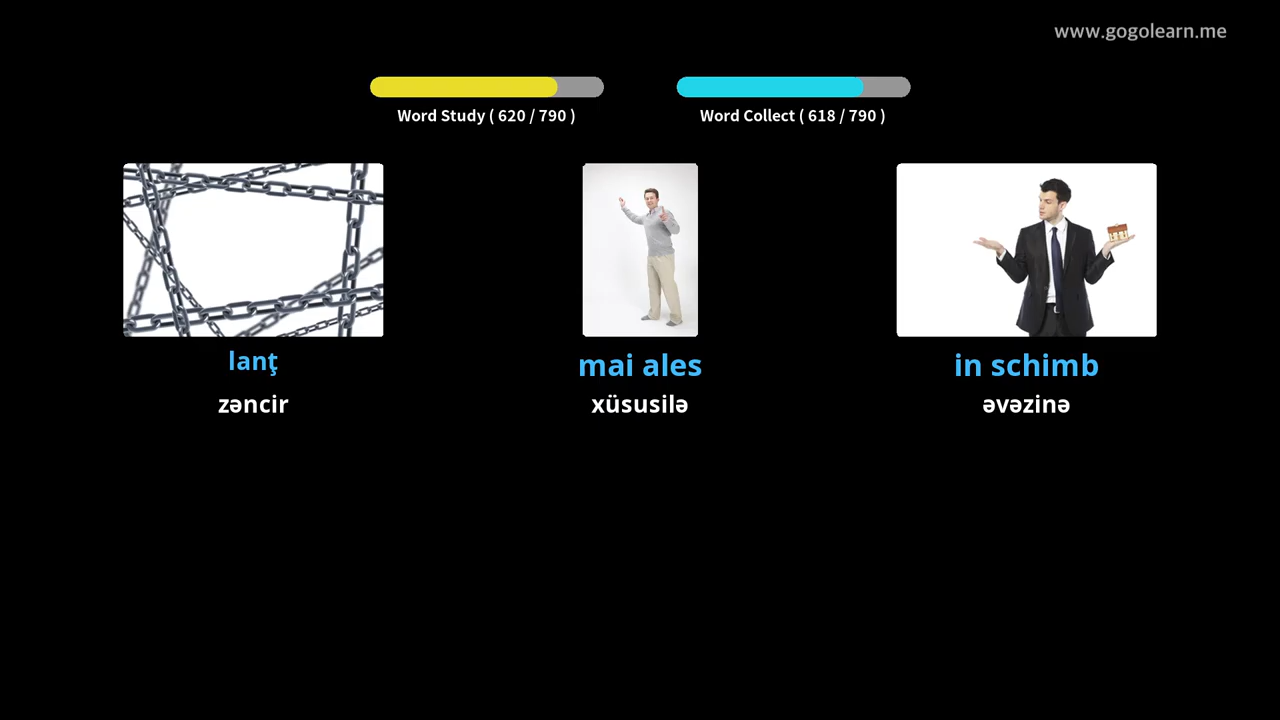 www.gogolearn.me
Word Study ( 620 / 790 )
Word Collect ( 618 / 790 )
lanţ
zəncir
mai ales
xüsusilə
in schimb
əvəzinə